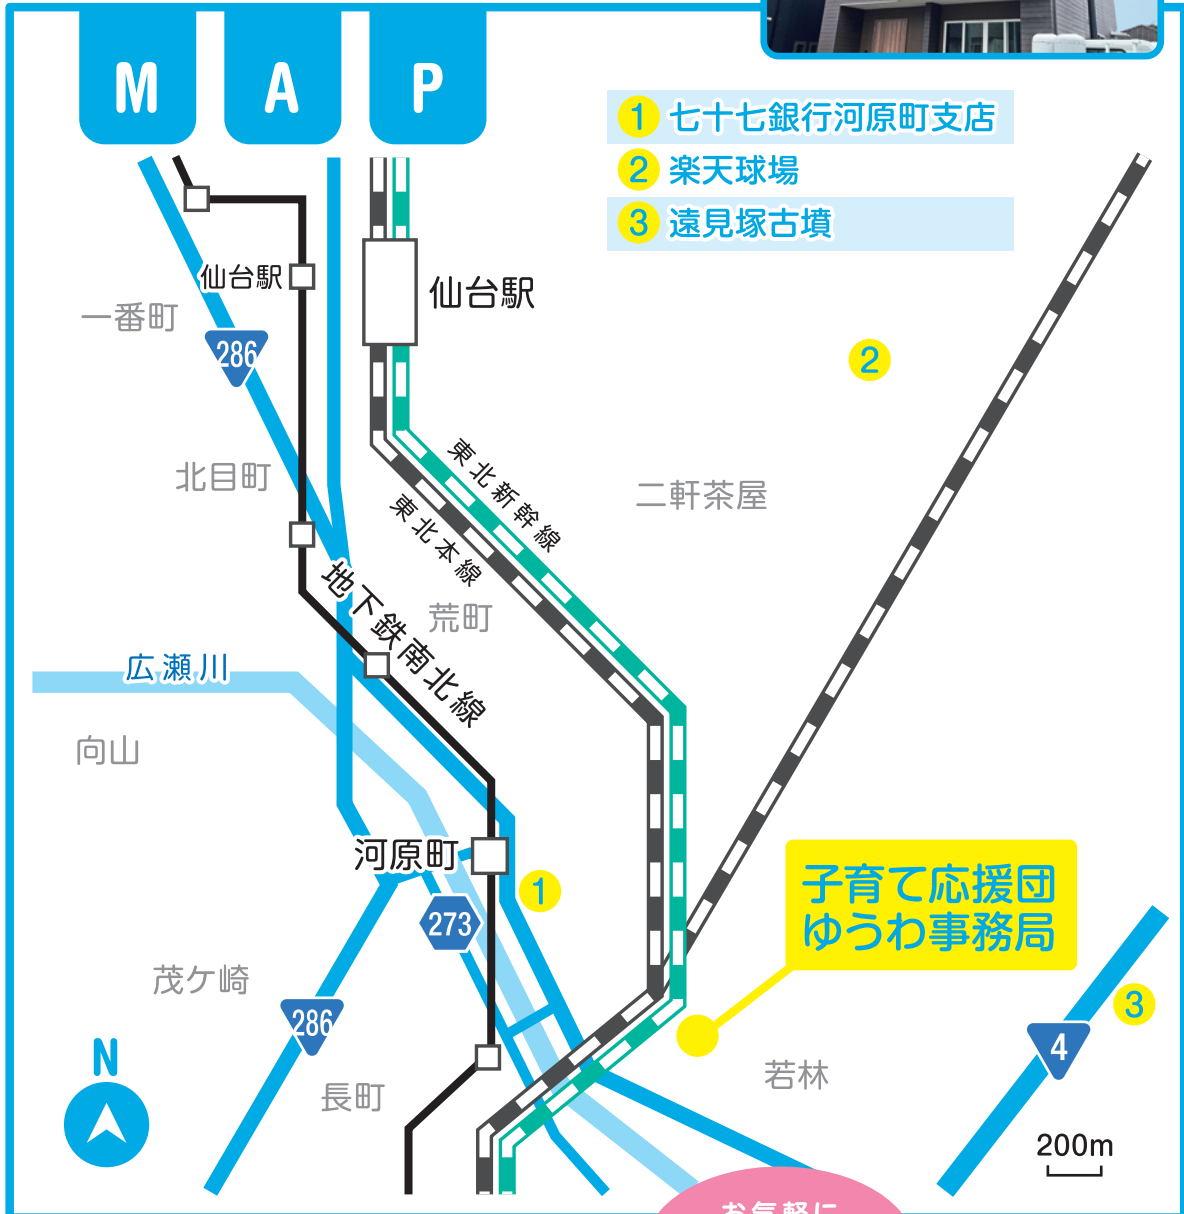 M A P
1 七十七銀行河原町支店
2 楽天球場
3 遠見塚古墳
仙台駅
仙台駅
一番町
286
2
北目町
東北新幹線
東北本線
二軒茶屋
地下鉄南北線
荒町
広瀬川
向山
河原町
1
子育て応援団
ゆうわ事務局
273
茂ケ崎
286
3
4
N
若林
長町
200m
お気軽に